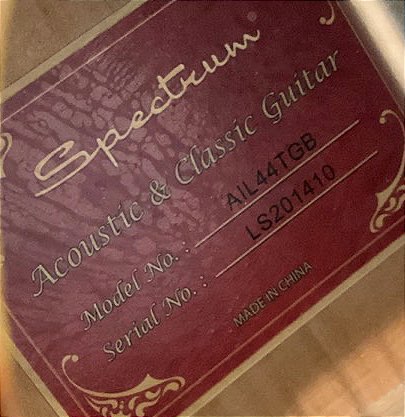 Spectrum
Acoustic & Classic Guitar
Model No. : AIL44TGB
Serial No. : LS201410
MADE IN CHINA